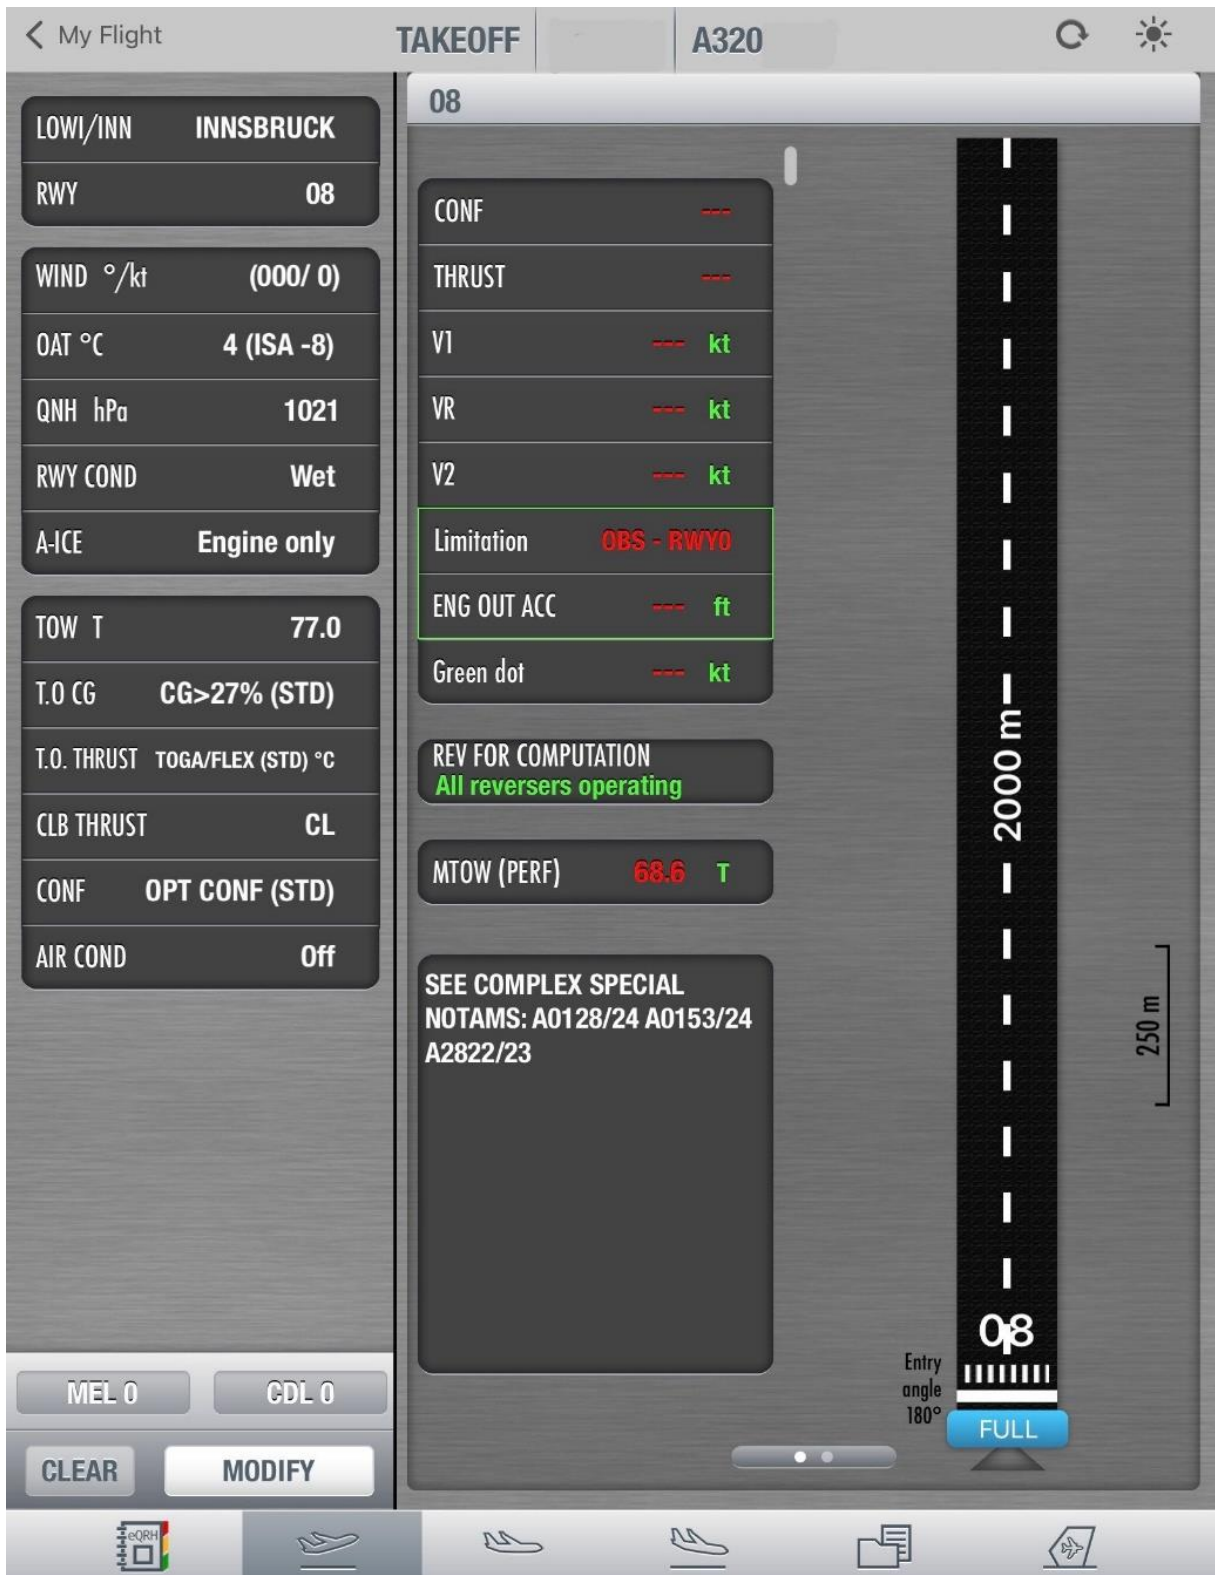 My Flight
TAKEOFF A320
LOWI/INN INNSBRUCK
RWY 08
WIND °/kt (000/ 0)
OAT °C 4 (ISA -8)
QNH hPa 1021
RWY COND Wet
A-ICE Engine only
TOW T 77.0
T.O CG CG>27% (STD)
T.O. THRUST TOGA/FLEX (STD) °C
CLB THRUST CL
CONF OPT CONF (STD)
AIR COND Off
MEL 0 CDL 0
CLEAR MODIFY
08
CONF ---
THRUST ---
V1 --- kt
VR --- kt
V2 --- kt
Limitation OBS - RWY0
ENG OUT ACC --- ft
Green dot --- kt
REV FOR COMPUTATION
All reversers operating
MTOW (PERF) 68.6 T
SEE COMPLEX SPECIAL
NOTAMS: A0128/24 A0153/24
A2822/23
2000 m
250 m
08
Entry
angle
180°
FULL
eQRH